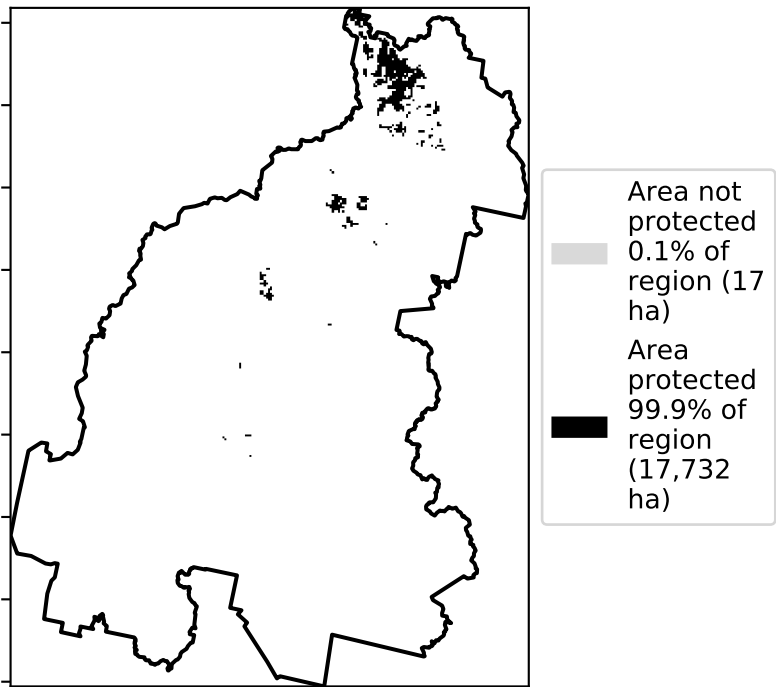 Area not
protected
0.1% of
region (17
ha)
Area
protected
99.9% of
region
(17,732
ha)